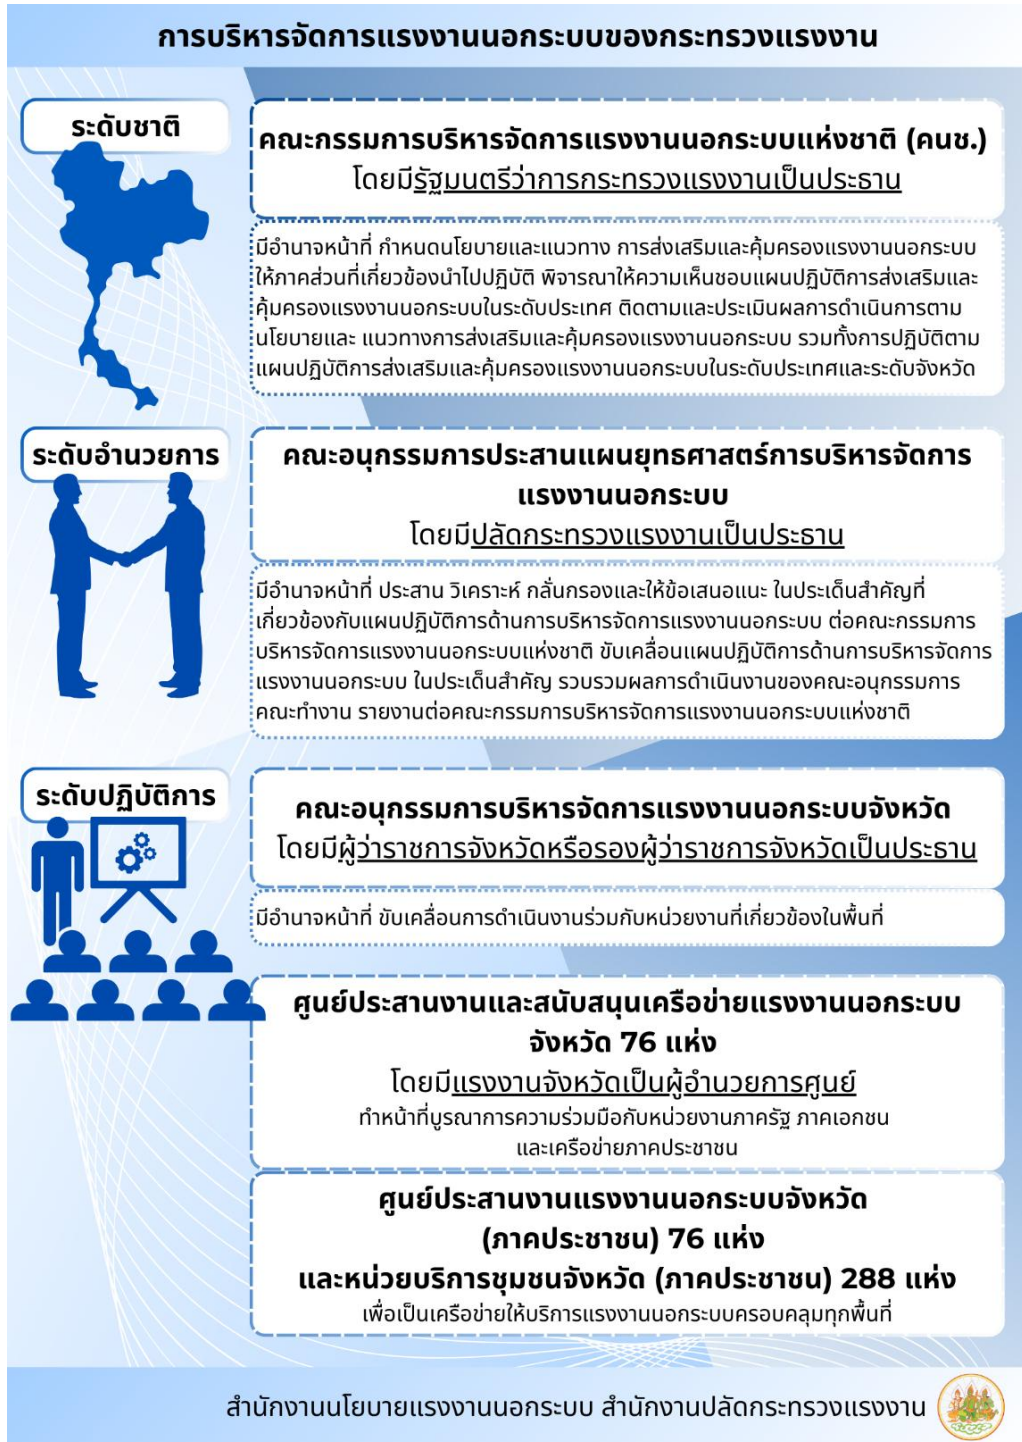 การบริหารจัดการแรงงานนอกระบบของกระทรวงแรงงาน
ระดับชาติ
คณะกรรมการบริหารจัดการแรงงานนอกระบบแห่งชาติ (คนช.)
โดยมีรัฐมนตรีว่าการกระทรวงแรงงานเป็นประธาน
มีอำนาจหน้าที่ กำหนดนโยบายและแนวทาง การส่งเสริมและคุ้มครองแรงงานนอกระบบ
ให้ภาคส่วนที่เกี่ยวข้องนำไปปฏิบัติ พิจารณาให้ความเห็นชอบแผนปฏิบัติการส่งเสริมและ
คุ้มครองแรงงานนอกระบบในระดับประเทศ ติดตามและประเมินผลการดำเนินการตาม
นโยบายและ แนวทางการส่งเสริมและคุ้มครองแรงงานนอกระบบ รวมทั้งการปฏิบัติตาม
แผนปฏิบัติการส่งเสริมและคุ้มครองแรงงานนอกระบบในระดับประเทศและระดับจังหวัด
ระดับอำนวยการ
คณะอนุกรรมการประสานแผนยุทธศาสตร์การบริหารจัดการ
แรงงานนอกระบบ
โดยมีปลัดกระทรวงแรงงานเป็นประธาน
มีอำนาจหน้าที่ ประสาน วิเคราะห์ กลั่นกรองและให้ข้อเสนอแนะ ในประเด็นสำคัญที่
เกี่ยวข้องกับแผนปฏิบัติการด้านการบริหารจัดการแรงงานนอกระบบ ต่อคณะกรรมการ
บริหารจัดการแรงงานนอกระบบแห่งชาติ ขับเคลื่อนแผนปฏิบัติการด้านการบริหารจัดการ
แรงงานนอกระบบ ในประเด็นสำคัญ รวบรวมผลการดำเนินงานของคณะอนุกรรมการ
คณะทำงาน รายงานต่อคณะกรรมการบริหารจัดการแรงงานนอกระบบแห่งชาติ
ระดับปฏิบัติการ
คณะอนุกรรมการบริหารจัดการแรงงานนอกระบบจังหวัด
โดยมีผู้ว่าราชการจังหวัดหรือรองผู้ว่าราชการจังหวัดเป็นประธาน
มีอำนาจหน้าที่ ขับเคลื่อนการดำเนินงานร่วมกับหน่วยงานที่เกี่ยวข้องในพื้นที่
ศูนย์ประสานงานและสนับสนุนเครือข่ายแรงงานนอกระบบ
จังหวัด 76 แห่ง
โดยมีแรงงานจังหวัดเป็นผู้อำนวยการศูนย์
ทำหน้าที่บูรณาการความร่วมมือกับหน่วยงานภาครัฐ ภาคเอกชน
และเครือข่ายภาคประชาชน
ศูนย์ประสานงานแรงงานนอกระบบจังหวัด
(ภาคประชาชน) 76 แห่ง
และหน่วยบริการชุมชนจังหวัด (ภาคประชาชน) 288 แห่ง
เพื่อเป็นเครือข่ายให้บริการแรงงานนอกระบบครอบคลุมทุกพื้นที่
สำนักงานนโยบายแรงงานนอกระบบ สำนักงานปลัดกระทรวงแรงงาน